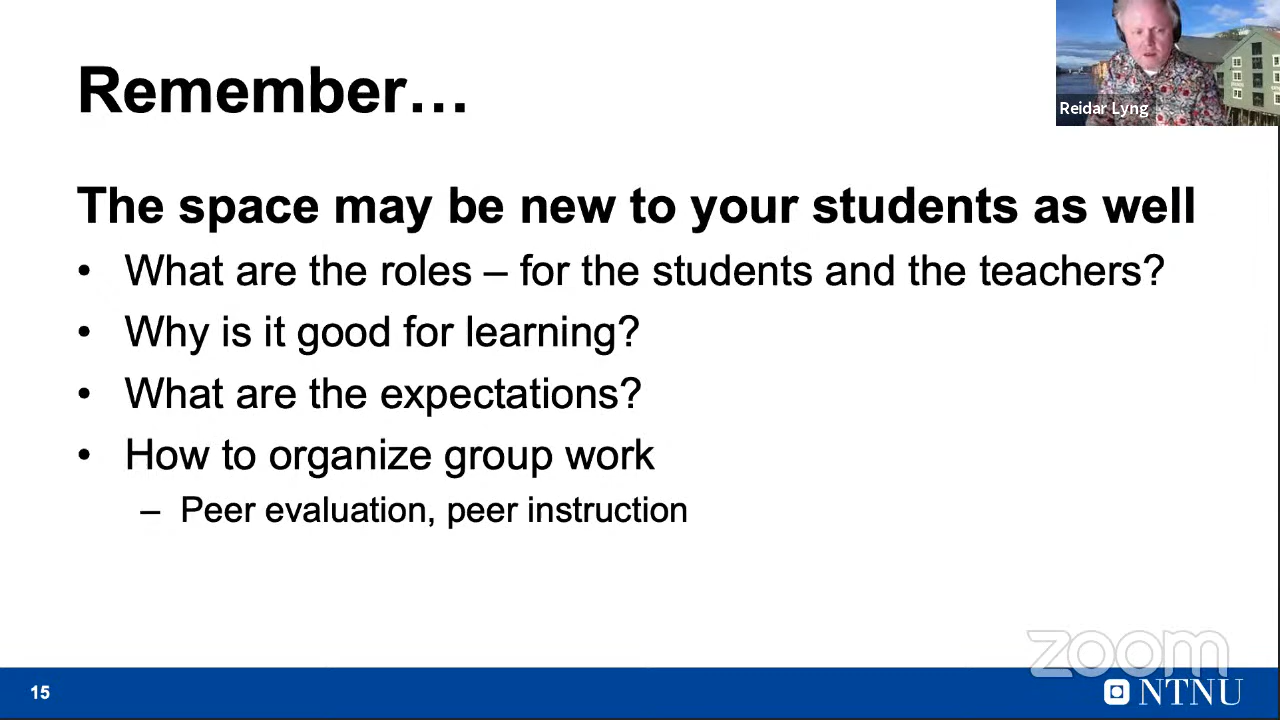 Remember…
Reidar Lyng
The space may be new to your students as well
• What are the roles – for the students and the teachers?
• Why is it good for learning?
• What are the expectations?
• How to organize group work
– Peer evaluation, peer instruction
zoom
15
NTNU